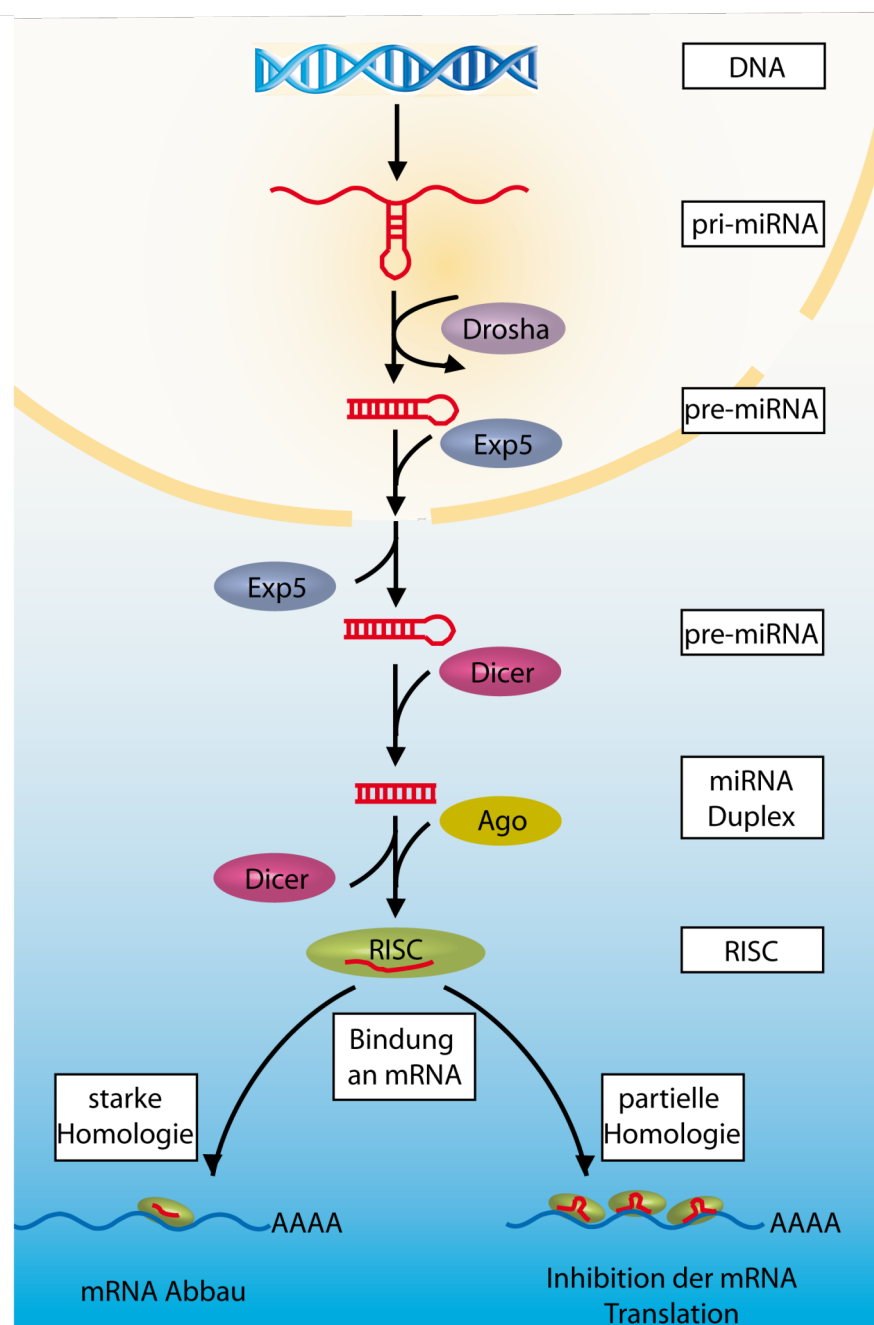 DNA
pri-miRNA
Drosha
pre-miRNA
Exp5
Exp5
pre-miRNA
Dicer
miRNA
Duplex
Ago
Dicer
RISC
RISC
Bindung
an mRNA
starke
Homologie
partielle
Homologie
AAAA
AAAA
mRNA Abbau
Inhibition der mRNA
Translation